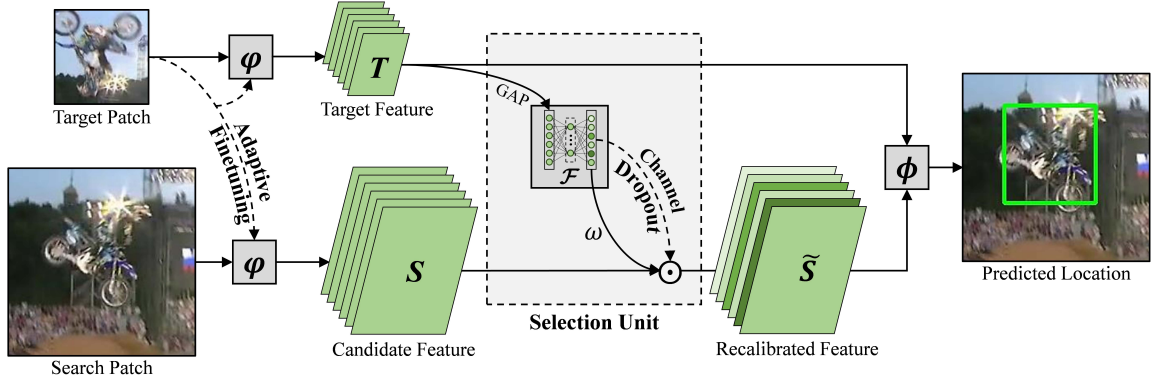 φ
T
Target Patch
Target Feature
GAP
Adaptive
Finetuning
F
Channel
Dropout
ω
φ
S
S̃
ϕ
Predicted Location
Selection Unit
Candidate Feature
Recalibrated Feature
Search Patch